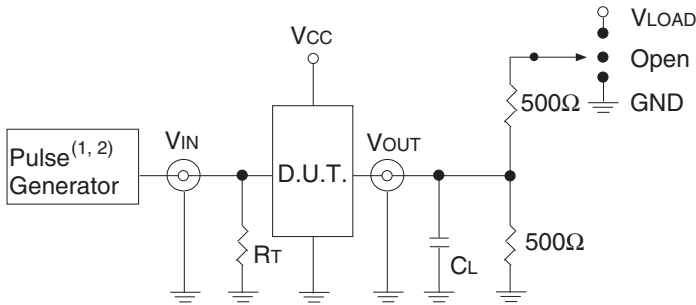 VLOAD
VCC
Open
500Ω
GND
VIN
VOUT
Pulse(1, 2)
Generator
D.U.T.
RT
CL
500Ω